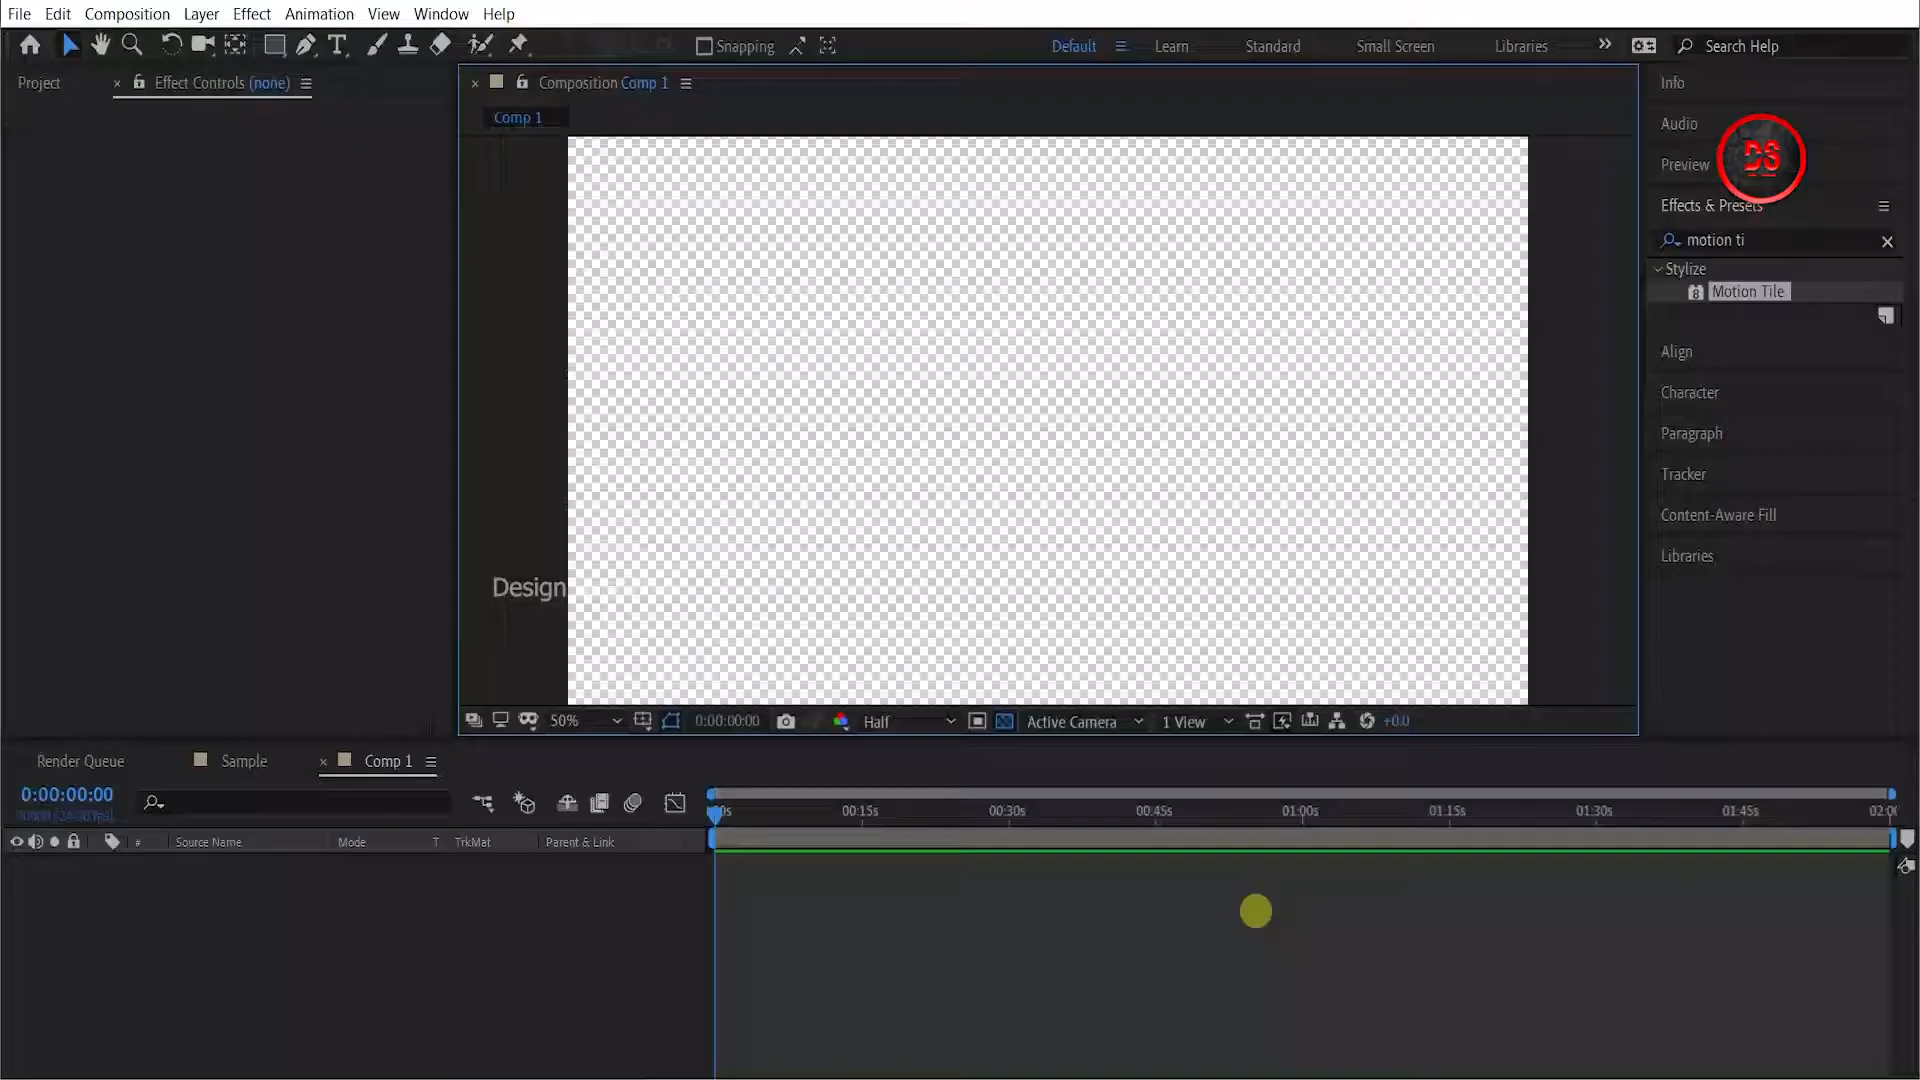 File Edit Composition Layer Effect Animation View Window Help
Snapping Default Learn Standard Small Screen Libraries Search Help
Project Effect Controls (none)
Composition Comp 1
Comp 1
Info
Audio
Preview
DS
Effects & Presets
motion ti
Stylize
8 Motion Tile
Align
Character
Paragraph
Tracker
Content-Aware Fill
Libraries
Design
50% 0:00:00:00 Half Active Camera 1 View +0.0
Render Queue Sample Comp 1
0:00:00:00
00:15s 00:30s 00:45s 01:00s 01:15s 01:30s 01:45s 02:00
# Source Name Mode T TrkMat Parent & Link